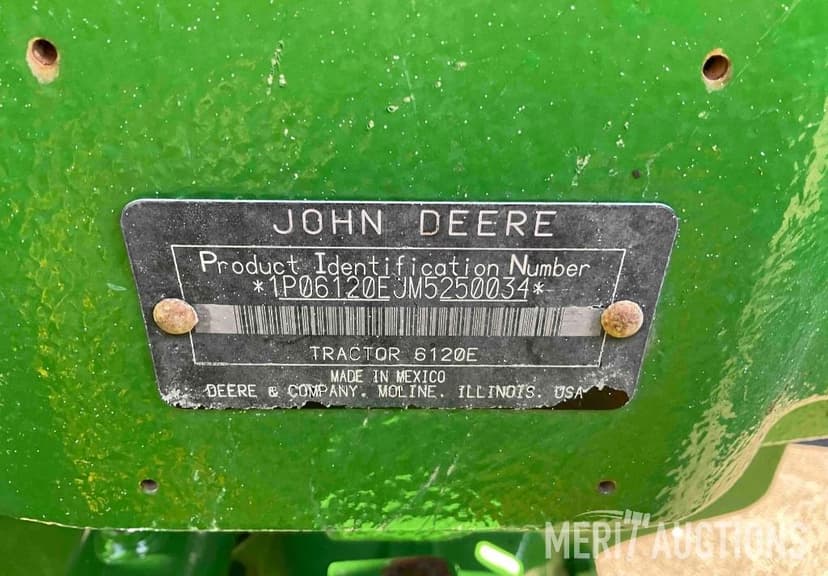 JOHN DEERE
Product Identification Number
*1P06120EJM5250034*
TRACTOR 6120E
MADE IN MEXICO
DEERE & COMPANY. MOLINE. ILLINOIS. USA
MERIT AUCTIONS